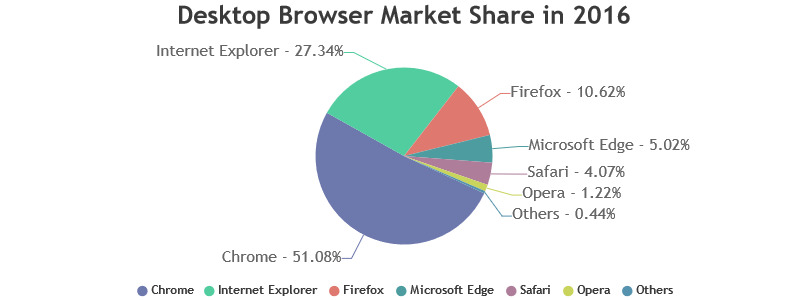 Desktop Browser Market Share in 2016
Internet Explorer - 27.34%
Firefox - 10.62%
Microsoft Edge - 5.02%
Safari - 4.07%
Opera - 1.22%
Others - 0.44%
Chrome - 51.08%
Chrome Internet Explorer Firefox Microsoft Edge Safari Opera Others